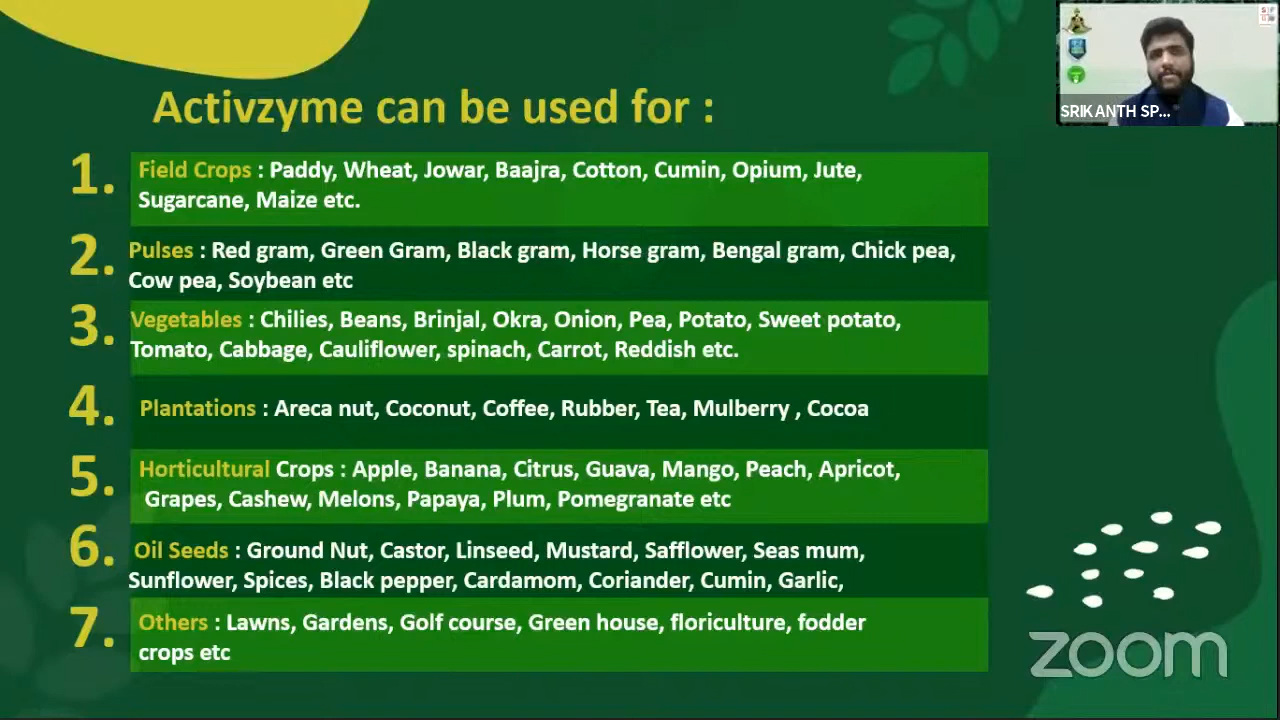 Activzyme can be used for :
SRIKANTH SP...
1. Field Crops : Paddy, Wheat, Jowar, Baajra, Cotton, Cumin, Opium, Jute,
Sugarcane, Maize etc.
2. Pulses : Red gram, Green Gram, Black gram, Horse gram, Bengal gram, Chick pea,
Cow pea, Soybean etc
3. Vegetables : Chilies, Beans, Brinjal, Okra, Onion, Pea, Potato, Sweet potato,
Tomato, Cabbage, Cauliflower, spinach, Carrot, Reddish etc.
4. Plantations : Areca nut, Coconut, Coffee, Rubber, Tea, Mulberry , Cocoa
5. Horticultural Crops : Apple, Banana, Citrus, Guava, Mango, Peach, Apricot,
Grapes, Cashew, Melons, Papaya, Plum, Pomegranate etc
6. Oil Seeds : Ground Nut, Castor, Linseed, Mustard, Safflower, Seas mum,
Sunflower, Spices, Black pepper, Cardamom, Coriander, Cumin, Garlic,
7. Others : Lawns, Gardens, Golf course, Green house, floriculture, fodder
crops etc
zoom